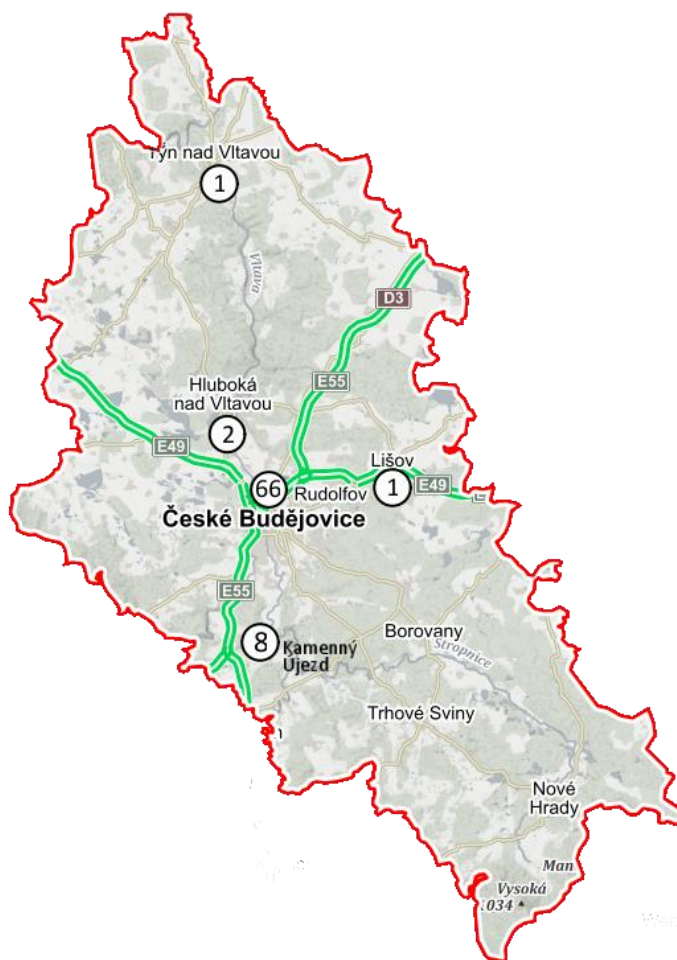 Týn nad Vltavou
1
Vltava
D3
E55
Hluboká
nad Vltavou
2
E49
Lišov
66
Rudolfov
1
E49
České Budějovice
E55
8
Kamenný
Újezd
Borovany
Stropnice
Trhové Sviny
Nové
Hrady
Vysoká
1034